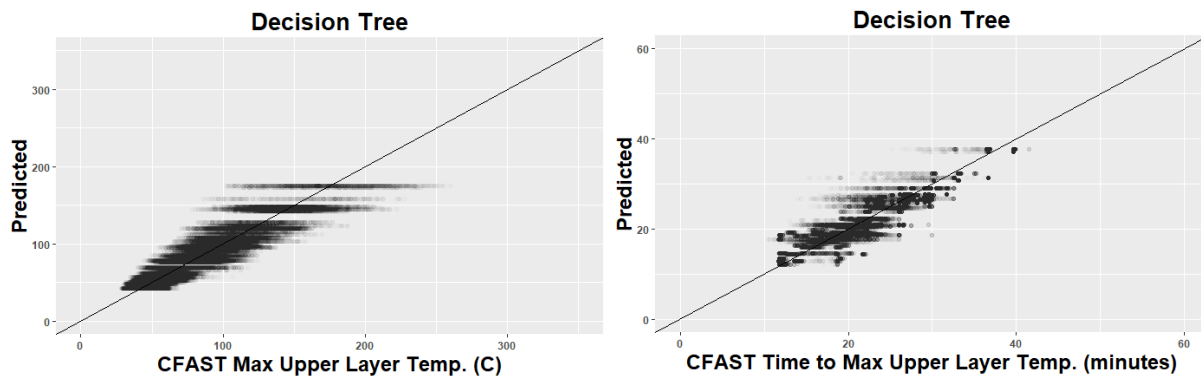 Decision Tree
300
200
100
0
Predicted
0 100 200 300
CFAST Max Upper Layer Temp. (C)
Decision Tree
60
40
20
0
Predicted
0 20 40 60
CFAST Time to Max Upper Layer Temp. (minutes)